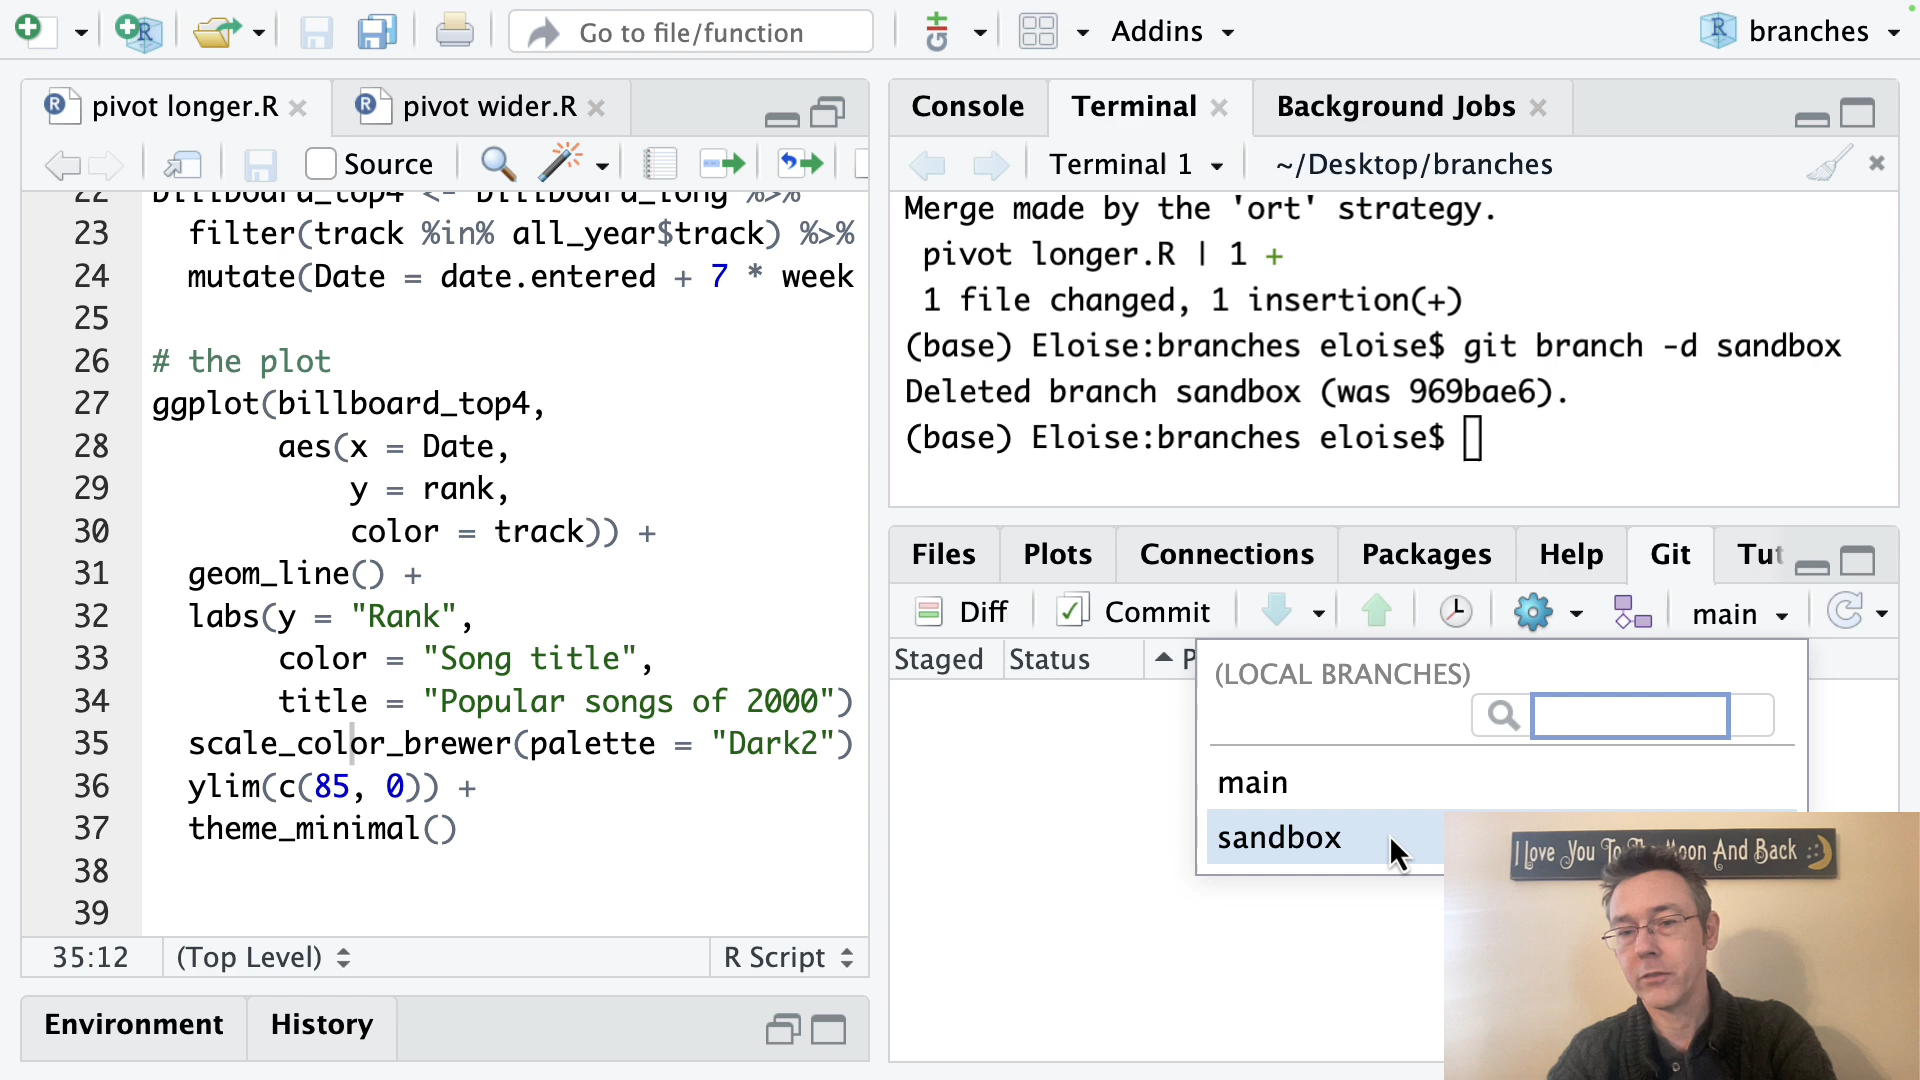 Go to file/function
Addins
branches
pivot longer.R
pivot wider.R
Source
22 billboard_top4 <- billboard_long %>%
23 filter(track %in% all_year$track) %>%
24 mutate(Date = date.entered + 7 * week
25
26 # the plot
27 ggplot(billboard_top4,
28 aes(x = Date,
29 y = rank,
30 color = track)) +
31 geom_line() +
32 labs(y = "Rank",
33 color = "Song title",
34 title = "Popular songs of 2000")
35 scale_color_brewer(palette = "Dark2")
36 ylim(c(85, 0)) +
37 theme_minimal()
38
39
35:12 (Top Level) R Script
Environment History
Console Terminal Background Jobs
Terminal 1 ~/Desktop/branches
Merge made by the 'ort' strategy.
pivot longer.R | 1 +
1 file changed, 1 insertion(+)
(base) Eloise:branches eloise$ git branch -d sandbox
Deleted branch sandbox (was 969bae6).
(base) Eloise:branches eloise$
Files Plots Connections Packages Help Git Tut
Diff Commit main
Staged Status P
(LOCAL BRANCHES)
main
sandbox
I Love You To The Moon And Back